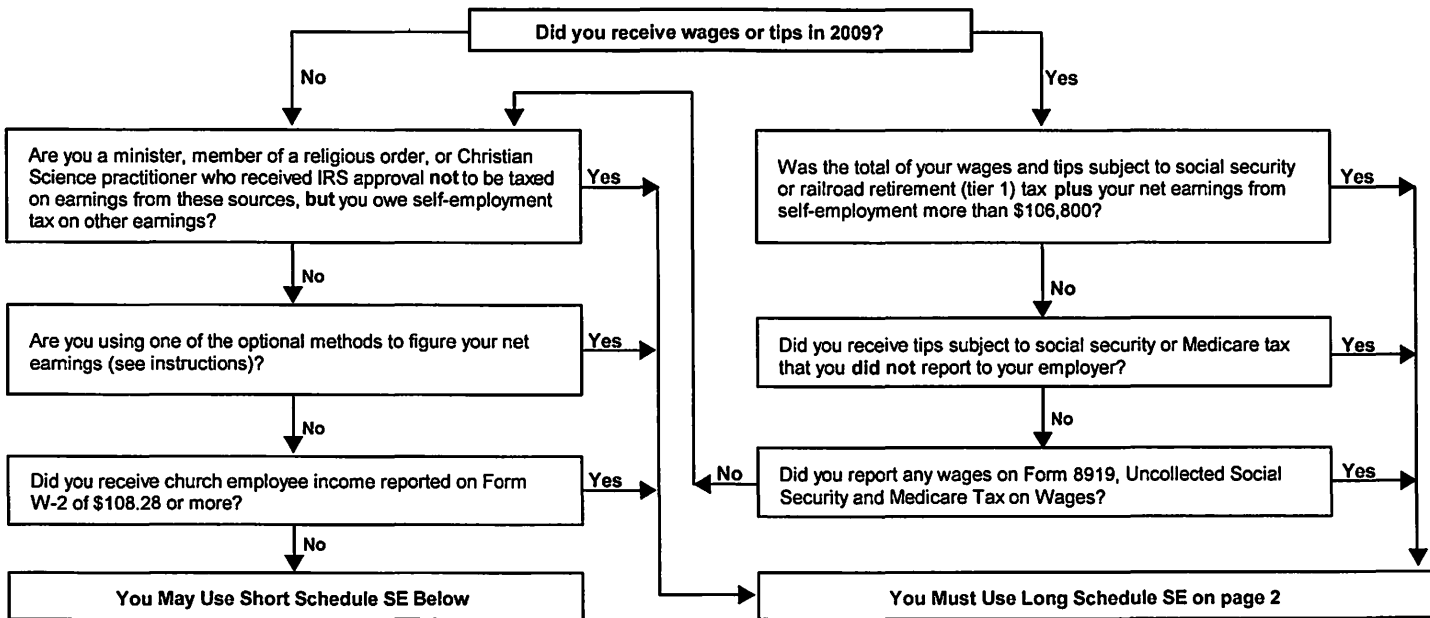 Did you receive wages or tips in 2009?
No
Yes
Are you a minister, member of a religious order, or Christian
Science practitioner who received IRS approval not to be taxed
on earnings from these sources, but you owe self-employment
tax on other earnings?
Yes
Was the total of your wages and tips subject to social security
or railroad retirement (tier 1) tax plus your net earnings from
self-employment more than $106,800?
Yes
No
No
Are you using one of the optional methods to figure your net
earnings (see instructions)?
Yes
Did you receive tips subject to social security or Medicare tax
that you did not report to your employer?
Yes
No
No
Did you receive church employee income reported on Form
W-2 of $108.28 or more?
Yes
No
Did you report any wages on Form 8919, Uncollected Social
Security and Medicare Tax on Wages?
Yes
No
You May Use Short Schedule SE Below
You Must Use Long Schedule SE on page 2